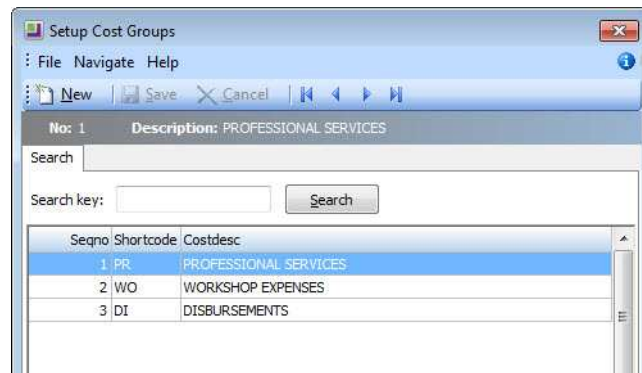 Setup Cost Groups
File Navigate Help
New Save Cancel
No: 1 Description: PROFESSIONAL SERVICES
Search
Search key: Search
Seqno Shortcode Costdesc
1 PR PROFESSIONAL SERVICES
2 WO WORKSHOP EXPENSES
3 DI DISBURSEMENTS